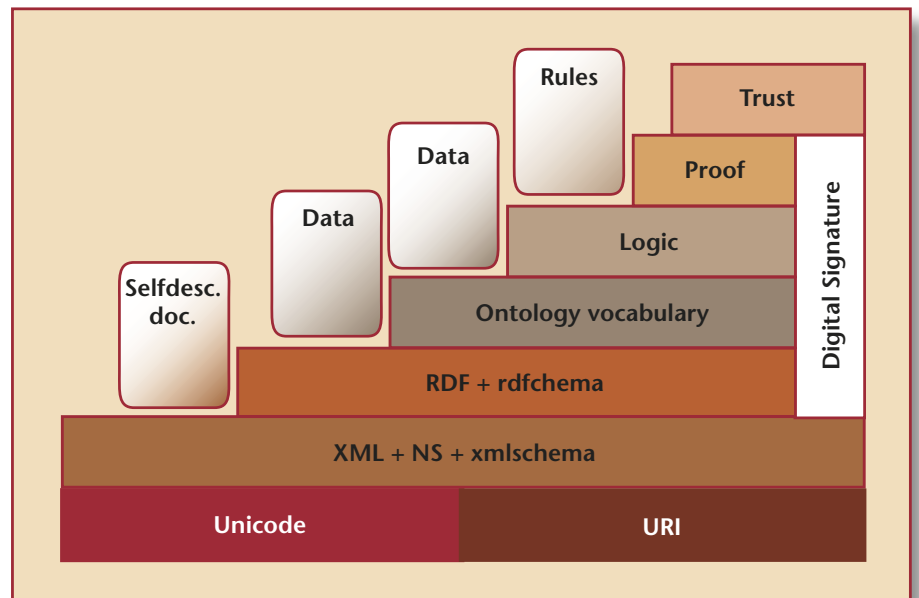 Rules
Trust
Data
Proof
Data
Logic
Selfdesc.
doc.
Ontology vocabulary
Digital Signature
RDF + rdfchema
XML + NS + xmlschema
Unicode
URI